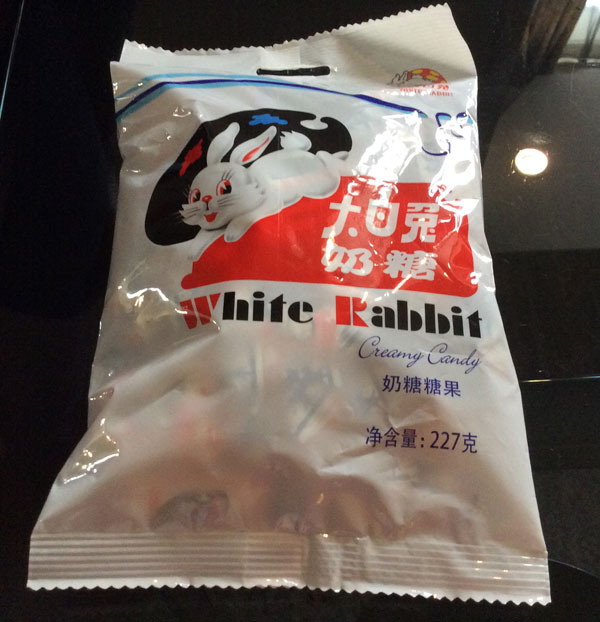 大白兔
奶糖
White Rabbit
Creamy Candy
奶糖糖果
净含量:227克